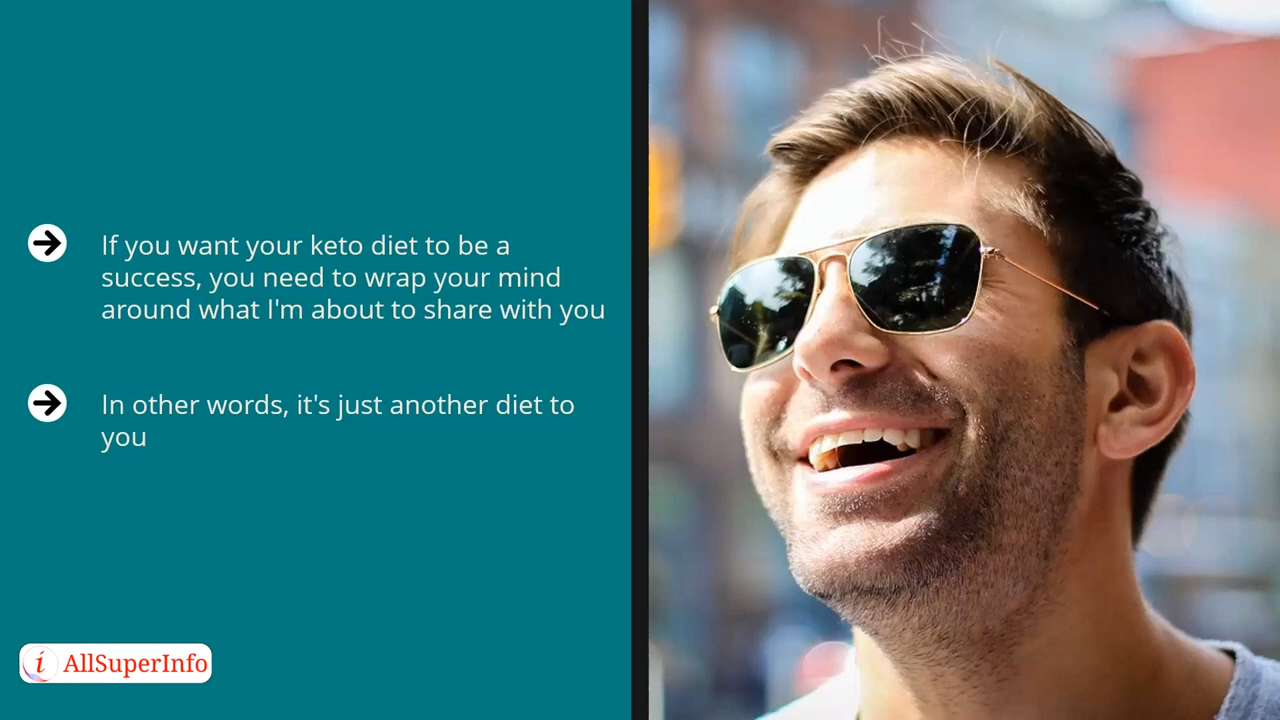 If you want your keto diet to be a
success, you need to wrap your mind
around what I'm about to share with you
In other words, it's just another diet to
you
i AllSuperInfo